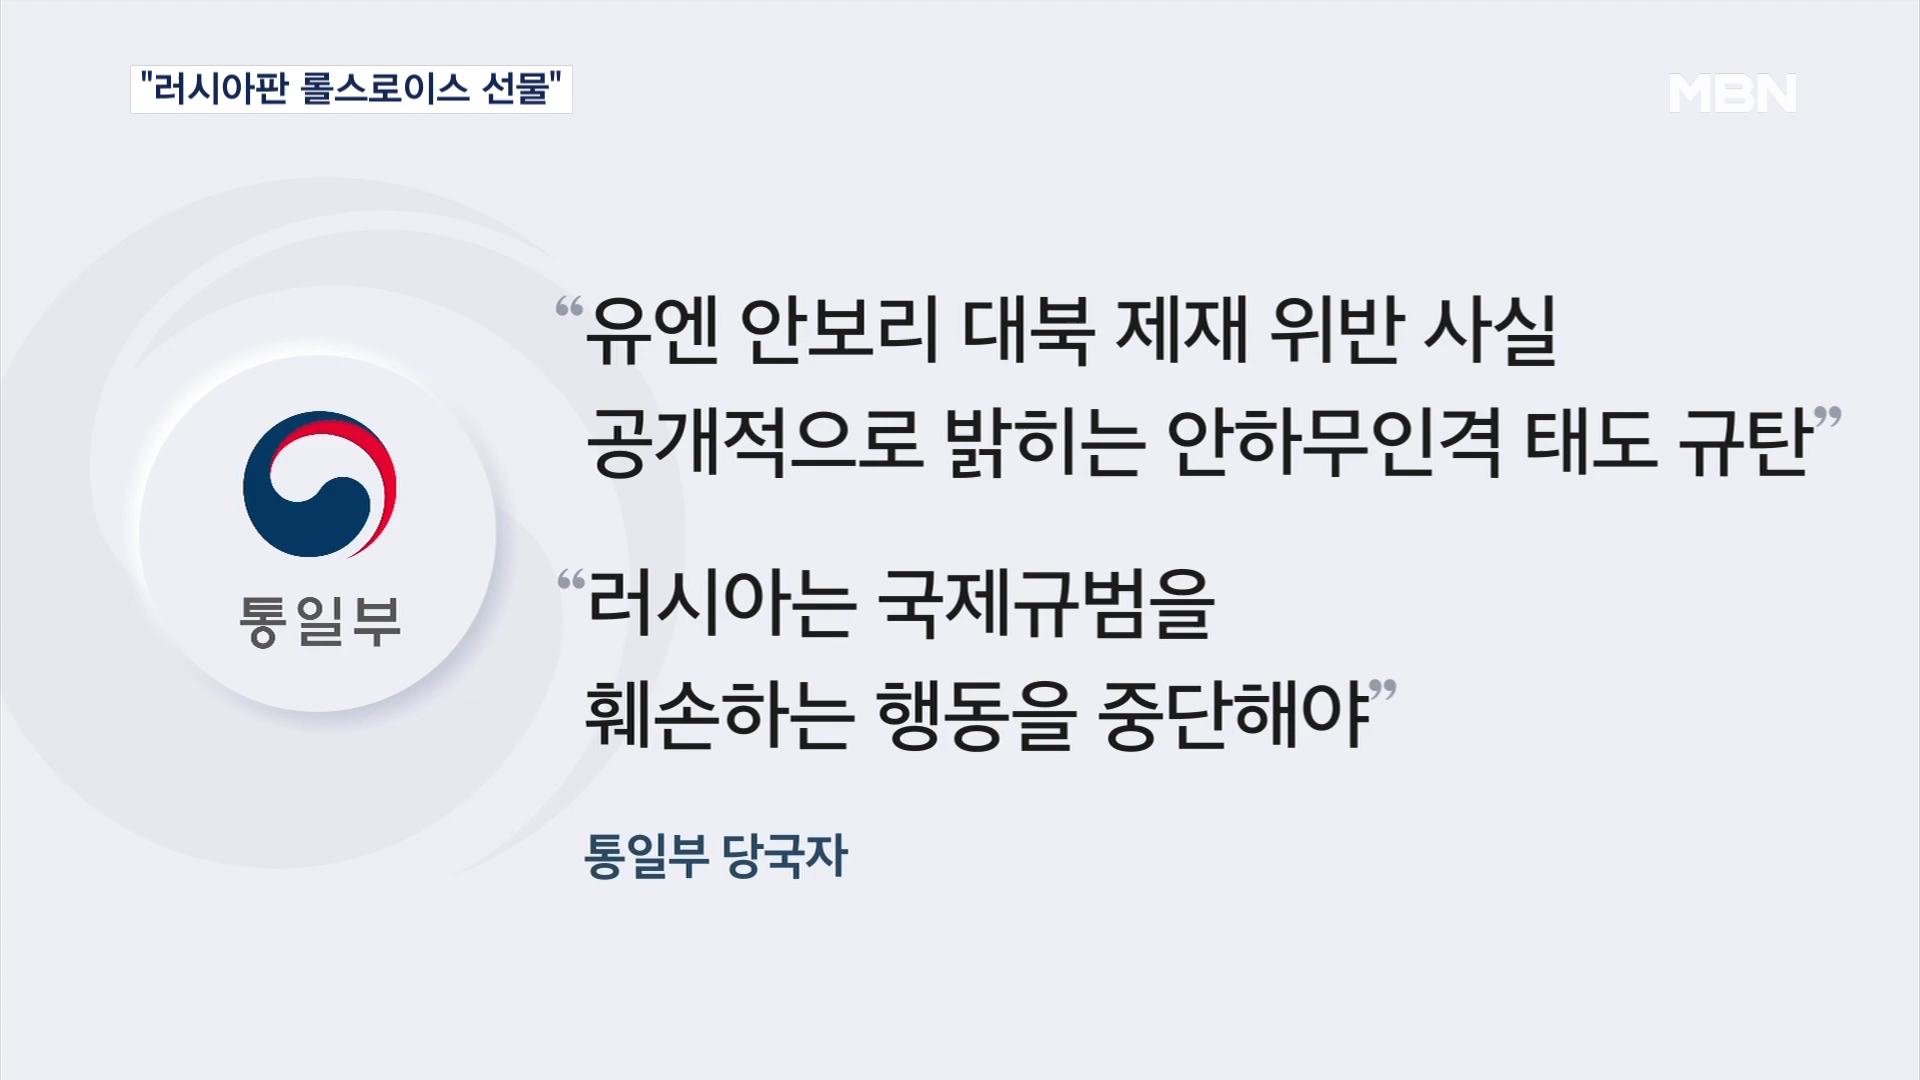 "러시아판 롤스로이스 선물"
MBN
“유엔 안보리 대북 제재 위반 사실
공개적으로 밝히는 안하무인격 태도 규탄”
“러시아는 국제규범을
훼손하는 행동을 중단해야”
통일부
통일부 당국자